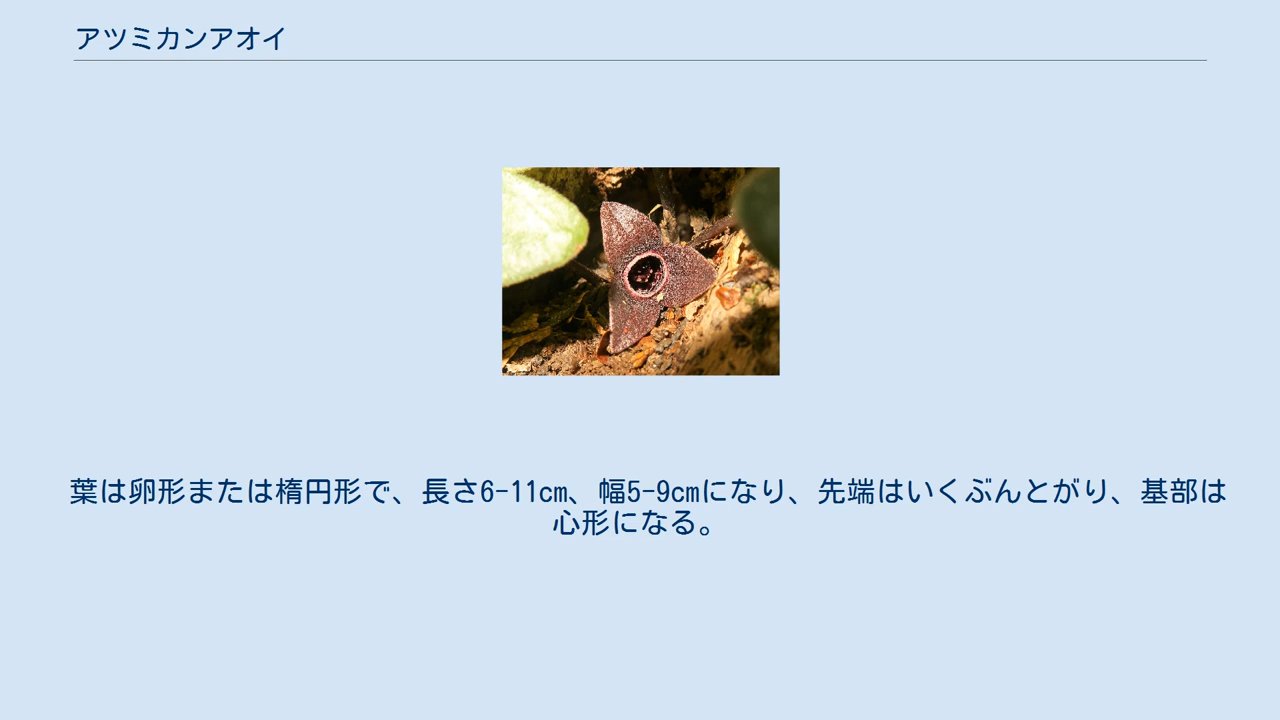 アツミカンアオイ
葉は卵形または楕円形で、長さ6-11cm、幅5-9cmになり、先端はいくぶんとがり、基部は
心形になる。